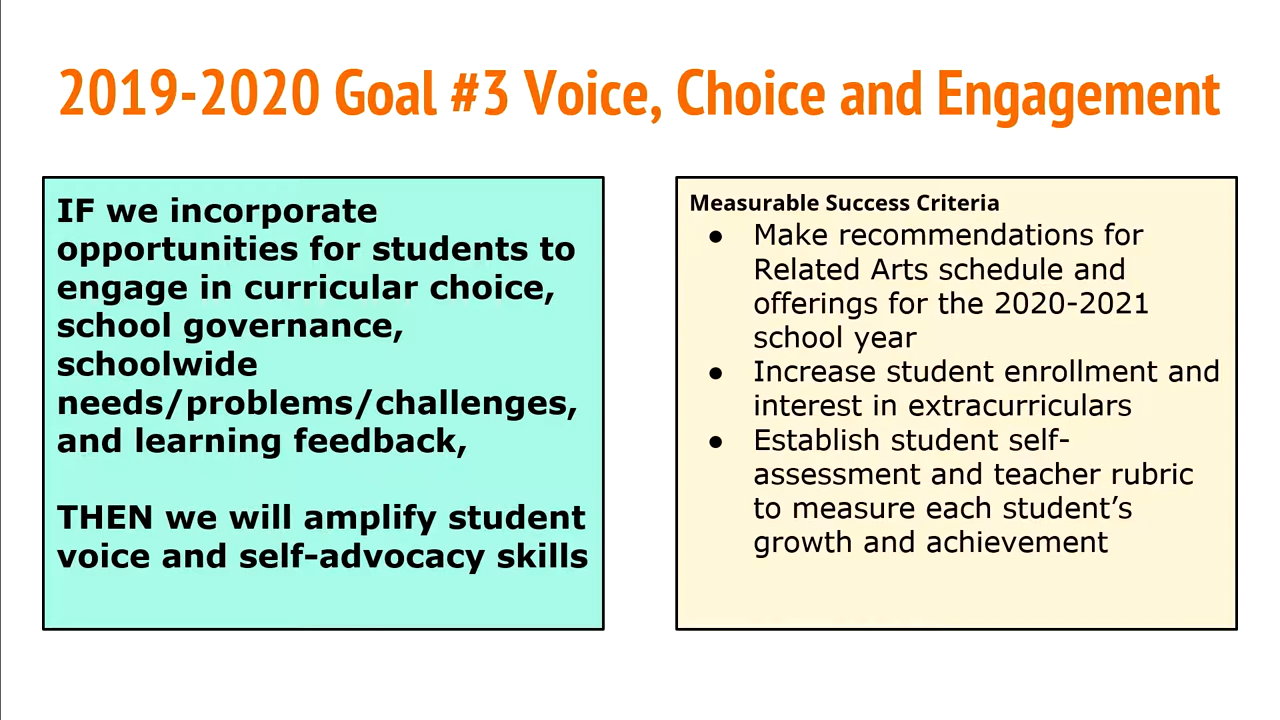 2019-2020 Goal #3 Voice, Choice and Engagement
IF we incorporate
opportunities for students to
engage in curricular choice,
school governance,
schoolwide
needs/problems/challenges,
and learning feedback,
THEN we will amplify student
voice and self-advocacy skills
Measurable Success Criteria
● Make recommendations for
Related Arts schedule and
offerings for the 2020-2021
school year
● Increase student enrollment and
interest in extracurriculars
● Establish student self-
assessment and teacher rubric
to measure each student’s
growth and achievement